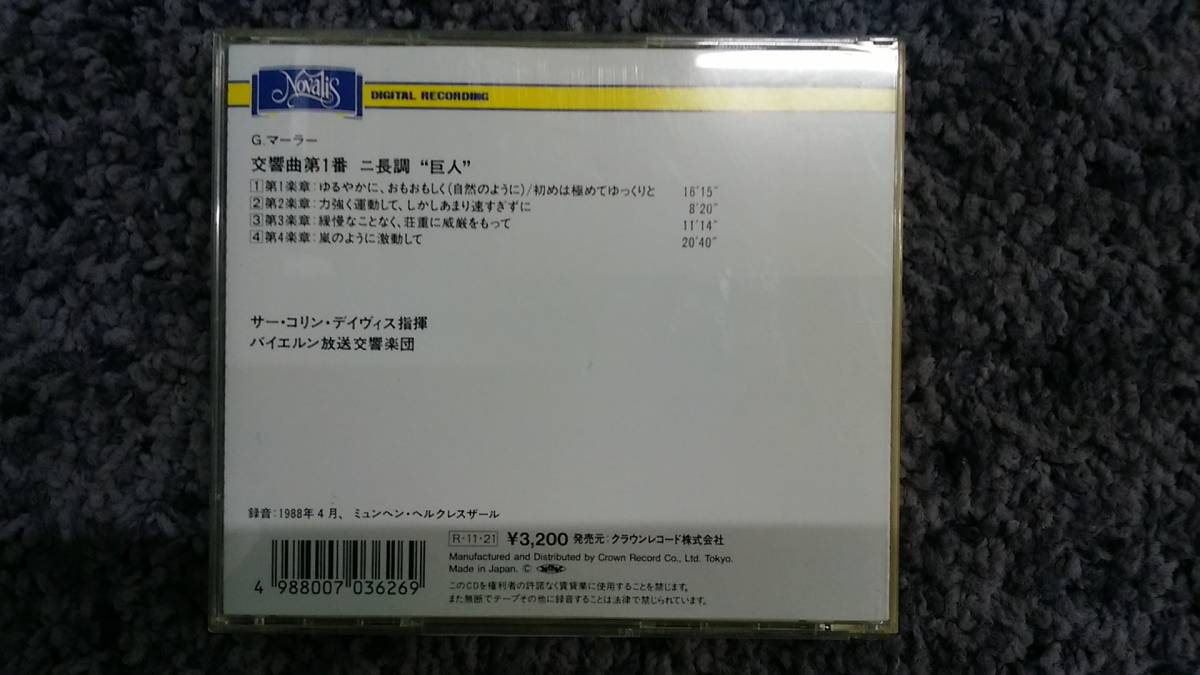 Novalis
DIGITAL RECORDING
G.マーラー
交響曲第1番 ニ長調 “巨人”
1 第1楽章:ゆるやかに、おもおもしく(自然のように)/初めは極めてゆっくりと 16′15″
2 第2楽章:力強く運動して、しかしあまり速すぎずに 8′20″
3 第3楽章:緩慢なことなく、荘重に威厳をもって 11′14″
4 第4楽章:嵐のように激動して 20′40″
サー・コリン・デイヴィス指揮
バイエルン放送交響楽団
録音:1988年4月、ミュンヘン・ヘルクレスザール
R・11・21 ¥3,200 発売元:クラウンレコード株式会社
Manufactured and Distributed by Crown Record Co., Ltd. Tokyo.
Made in Japan. ©
このCDを権利者の許諾なく賃貸業に使用することを禁じます。
また無断でテープその他に録音することは法律で禁じられています。
4 988007 036269